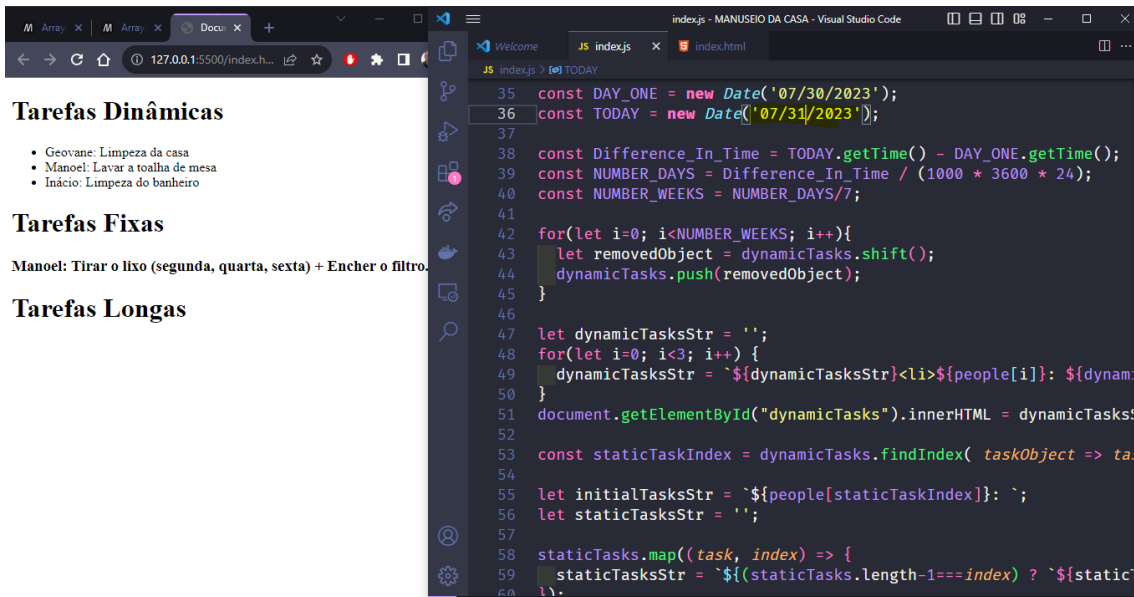 Array
Array
Docu
index.js - MANUSEIO DA CASA - Visual Studio Code
127.0.0.1:5500/index.h...
Welcome
JS index.js
index.html
JS index.js > TODAY
Tarefas Dinâmicas
Geovane: Limpeza da casa
Manoel: Lavar a toalha de mesa
Inácio: Limpeza do banheiro
Tarefas Fixas
Manoel: Tirar o lixo (segunda, quarta, sexta) + Encher o filtro.
Tarefas Longas
1
35 const DAY_ONE = new Date('07/30/2023');
36 const TODAY = new Date('07/31/2023');
37
38 const Difference_In_Time = TODAY.getTime() - DAY_ONE.getTime();
39 const NUMBER_DAYS = Difference_In_Time / (1000 * 3600 * 24);
40 const NUMBER_WEEKS = NUMBER_DAYS/7;
41
42 for(let i=0; i<NUMBER_WEEKS; i++){
43 let removedObject = dynamicTasks.shift();
44 dynamicTasks.push(removedObject);
45 }
46
47 let dynamicTasksStr = '';
48 for(let i=0; i<3; i++) {
49 dynamicTasksStr = `${dynamicTasksStr}<li>${people[i]}: ${dynami
50 }
51 document.getElementById("dynamicTasks").innerHTML = dynamicTasksS
52
53 const staticTaskIndex = dynamicTasks.findIndex( taskObject => ta
54
55 let initialTasksStr = `${people[staticTaskIndex]}: `;
56 let staticTasksStr = '';
57
58 staticTasks.map((task, index) => {
59 staticTasksStr = `${(staticTasks.length-1===index) ? `${staticT
60 });